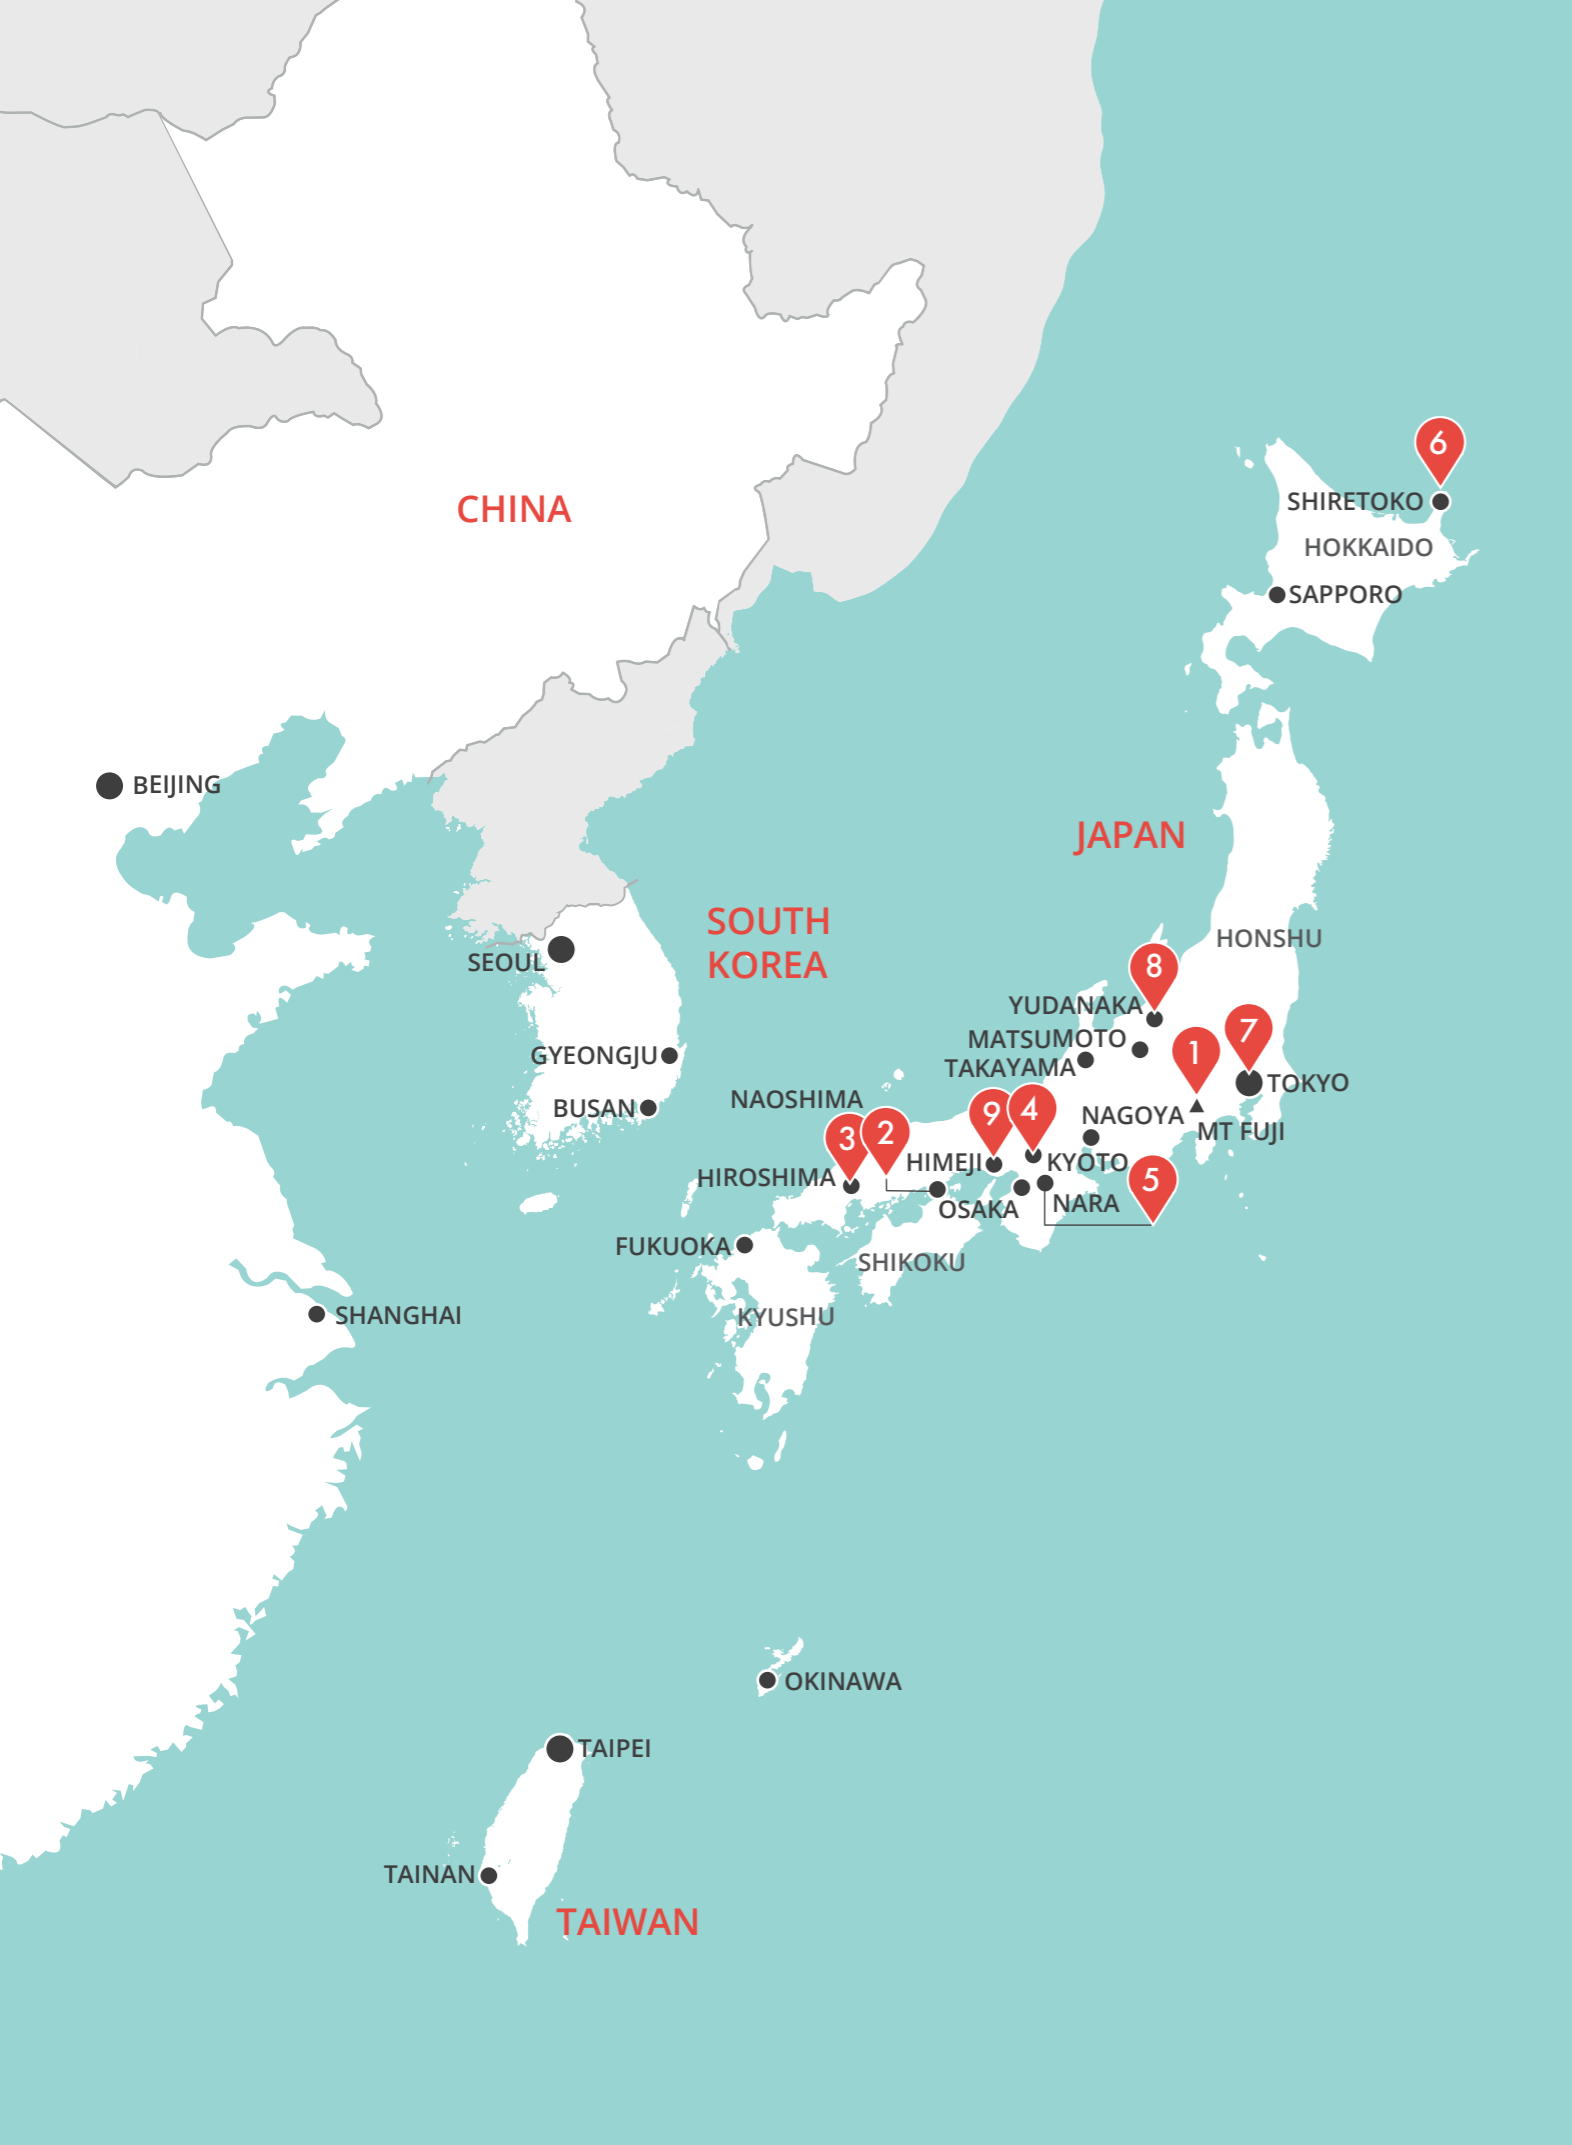 6
CHINA
SHIRETOKO
HOKKAIDO
SAPPORO
BEIJING
JAPAN
SOUTH
KOREA
HONSHU
SEOUL
8
YUDANAKA
7
MATSUMOTO
1
GYEONGJU
TAKAYAMA
TOKYO
NAOSHIMA
BUSAN
9
4
NAGOYA
MT FUJI
3
2
HIMEJI
KYOTO
HIROSHIMA
5
OSAKA
NARA
FUKUOKA
SHIKOKU
KYUSHU
SHANGHAI
OKINAWA
TAIPEI
TAINAN
TAIWAN